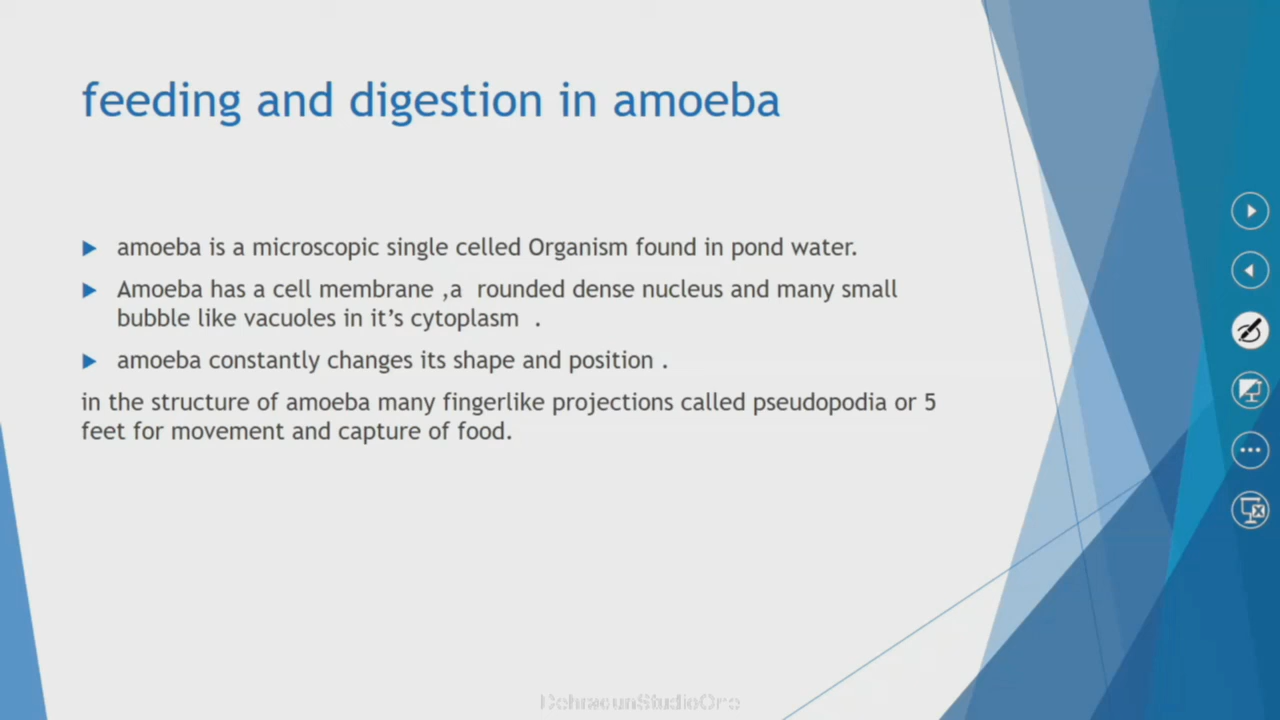 feeding and digestion in amoeba
amoeba is a microscopic single celled Organism found in pond water.
Amoeba has a cell membrane ,a rounded dense nucleus and many small
bubble like vacuoles in it’s cytoplasm .
amoeba constantly changes its shape and position .
in the structure of amoeba many fingerlike projections called pseudopodia or 5
feet for movement and capture of food.
DehradunStudioOne